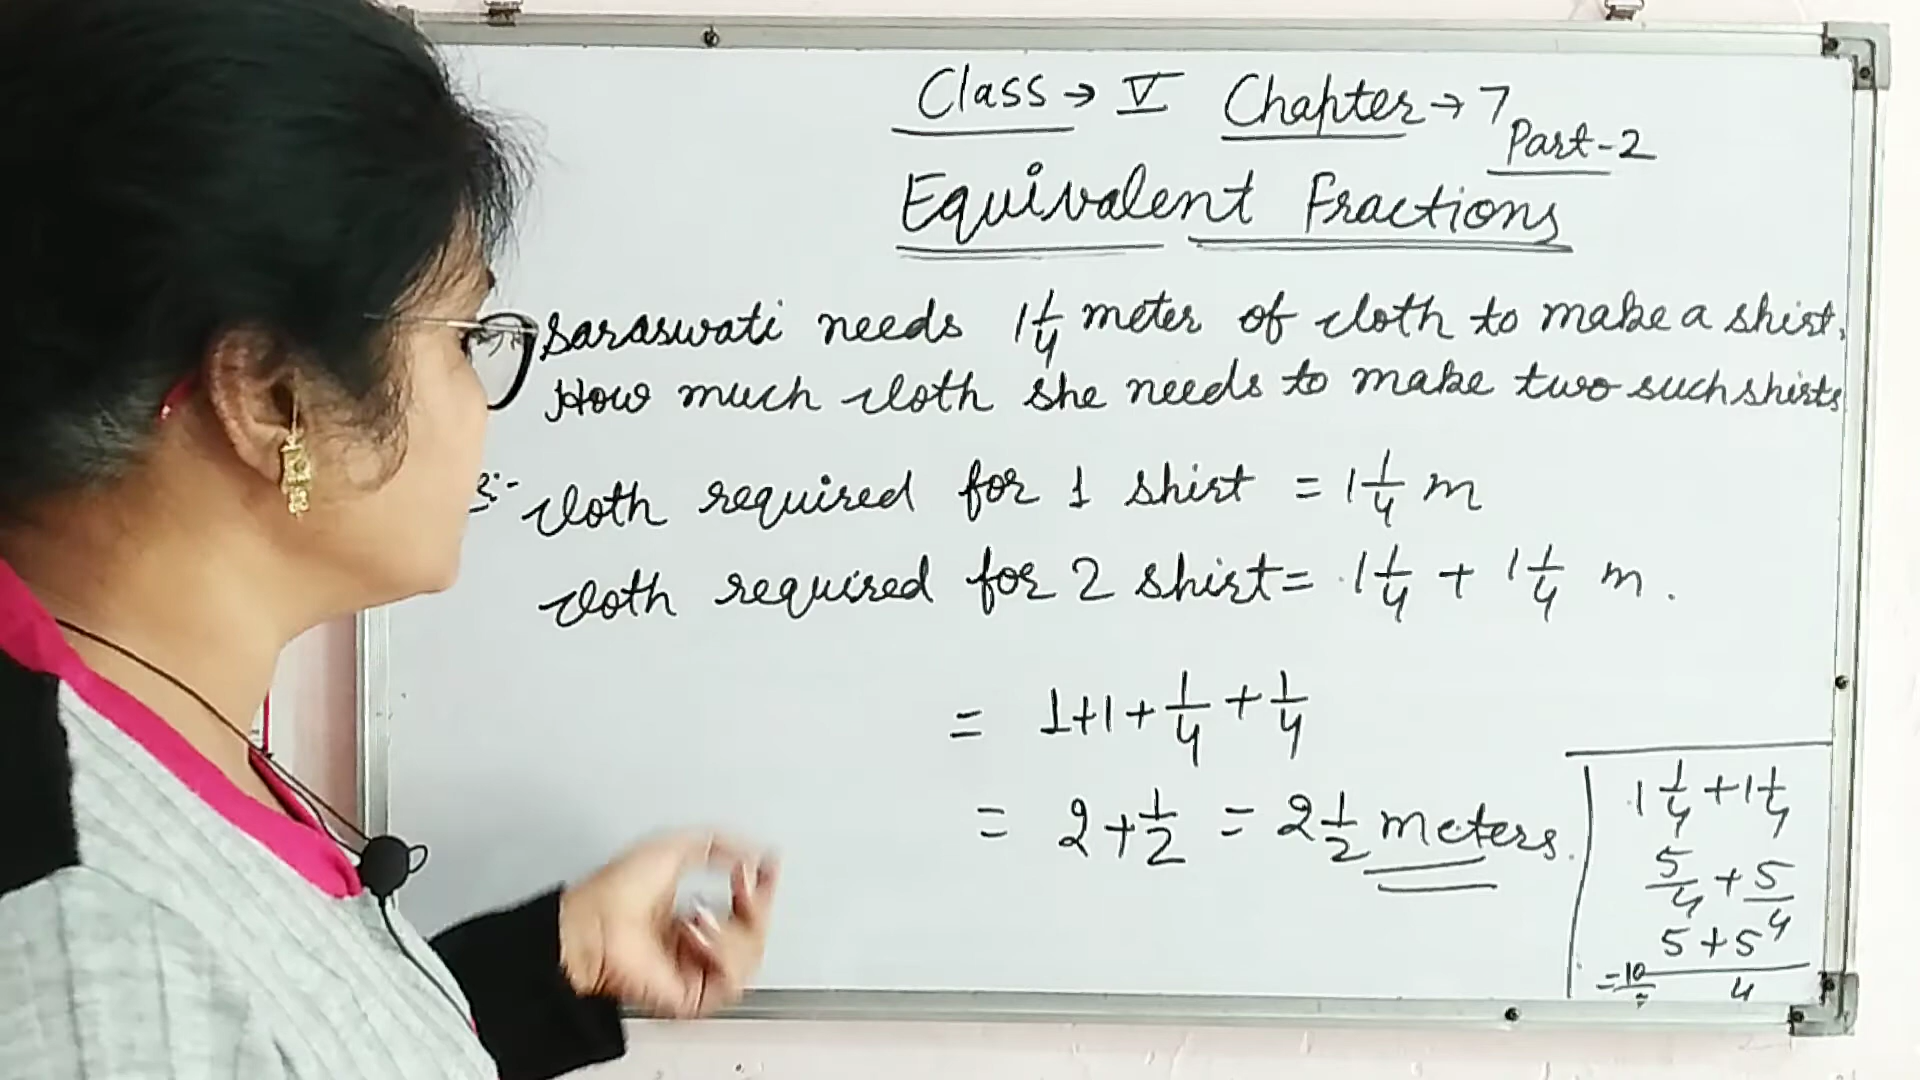 Class → V Chapter → 7
Part-2
Equivalent Fractions
Saraswati needs 1 1/4 meter of cloth to make a shirt.
How much cloth she needs to make two such shirts
cloth required for 1 shirt = 1 1/4 m
cloth required for 2 shirt = 1 1/4 + 1 1/4 m.
= 1+1+1/4+1/4
= 2+1/2 = 2 1/2 meters.
1 1/4 + 1 1/4
5/4 + 5/4
5+5/4
= 10